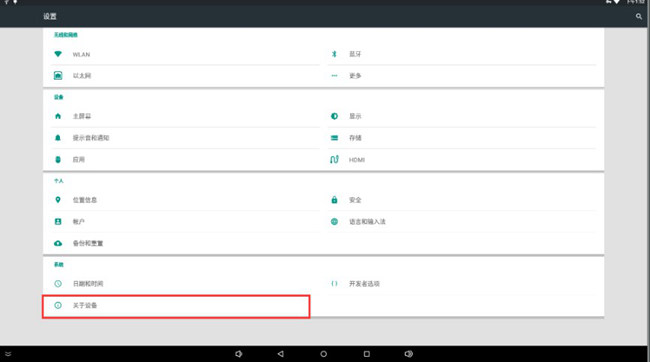 设置
无线和网络
WLAN
蓝牙
以太网
更多
设备
主屏幕
显示
提示音和通知
存储
应用
HDMI
个人
位置信息
安全
帐户
语言和输入法
备份和重置
系统
日期和时间
开发者选项
关于设备